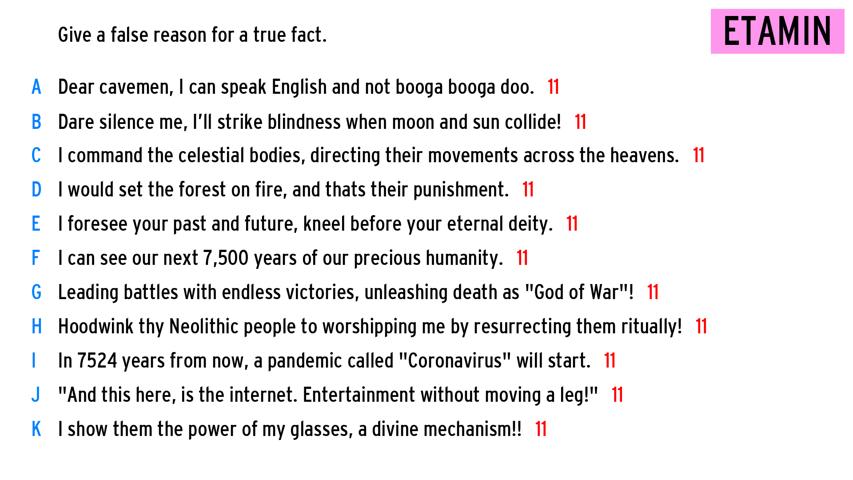 Give a false reason for a true fact.
ETAMIN
A Dear cavemen, I can speak English and not booga booga doo. 11
B Dare silence me, I'll strike blindness when moon and sun collide! 11
C I command the celestial bodies, directing their movements across the heavens. 11
D I would set the forest on fire, and thats their punishment. 11
E I foresee your past and future, kneel before your eternal deity. 11
F I can see our next 7,500 years of our precious humanity. 11
G Leading battles with endless victories, unleashing death as "God of War"! 11
H Hoodwink thy Neolithic people to worshipping me by resurrecting them ritually! 11
I In 7524 years from now, a pandemic called "Coronavirus" will start. 11
J "And this here, is the internet. Entertainment without moving a leg!" 11
K I show them the power of my glasses, a divine mechanism!! 11